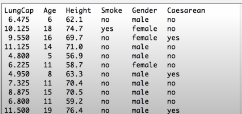 LungCap Age Height Smoke Gender Caesarean
6.475 6 62.1 no male no
10.125 18 74.7 yes female no
9.550 16 69.7 no female yes
11.125 14 71.0 no male no
4.800 5 56.9 no male no
6.225 11 58.7 no female no
4.950 8 63.3 no male yes
7.325 11 70.4 no male no
8.875 15 70.5 no male no
6.800 11 59.2 no male no
11.500 19 76.4 no male yes